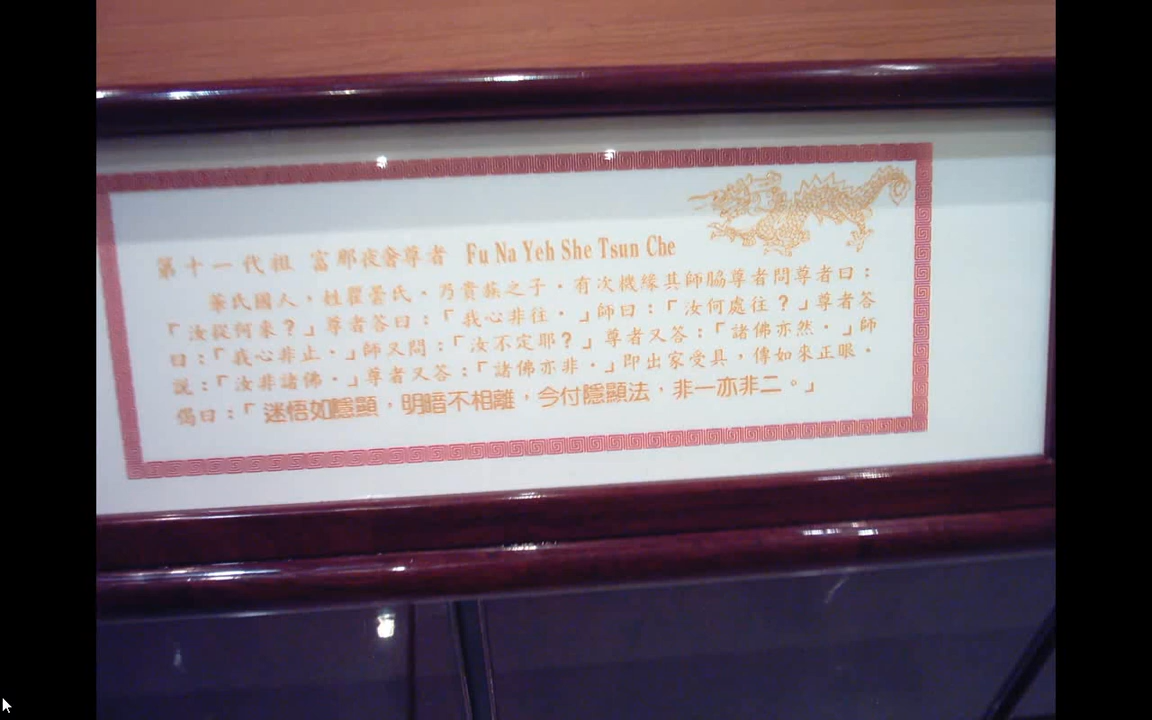 第十一代祖 富那夜奢尊者 Fu Na Yeh She Tsun Che
華氏國人，姓瞿曇氏。乃貴族之子。有次機緣其師脇尊者問尊者曰：
「汝從何來？」尊者答曰：「我心非往。」師曰：「汝何處往？」尊者答
曰：「我心非止。」師又問：「汝不定耶？」尊者又答：「諸佛亦然。」師
說：「汝非諸佛。」尊者又答：「諸佛亦非。」即出家受具，傳如來正眼。
偈曰：「迷悟如隱顯，明暗不相離，今付隱顯法，非一亦非二。」